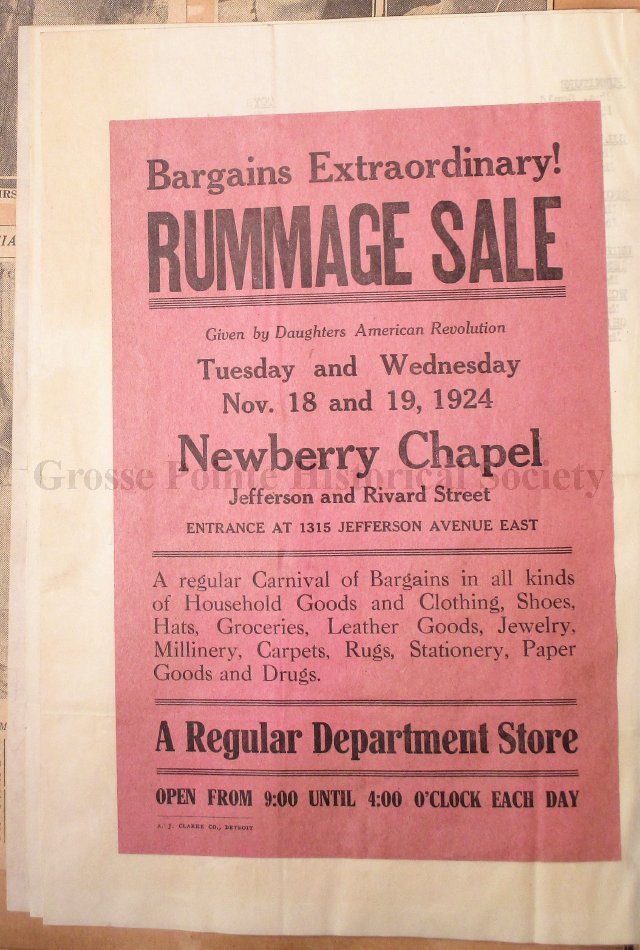 Bargains Extraordinary!
RUMMAGE SALE
Given by Daughters American Revolution
Tuesday and Wednesday
Nov. 18 and 19, 1924
Newberry Chapel
Grosse Pointe Historical Society
Jefferson and Rivard Street
ENTRANCE AT 1315 JEFFERSON AVENUE EAST
A regular Carnival of Bargains in all kinds
of Household Goods and Clothing, Shoes,
Hats, Groceries, Leather Goods, Jewelry,
Millinery, Carpets, Rugs, Stationery, Paper
Goods and Drugs.
A Regular Department Store
OPEN FROM 9:00 UNTIL 4:00 O'CLOCK EACH DAY
A. J. CLARKE CO., DETROIT